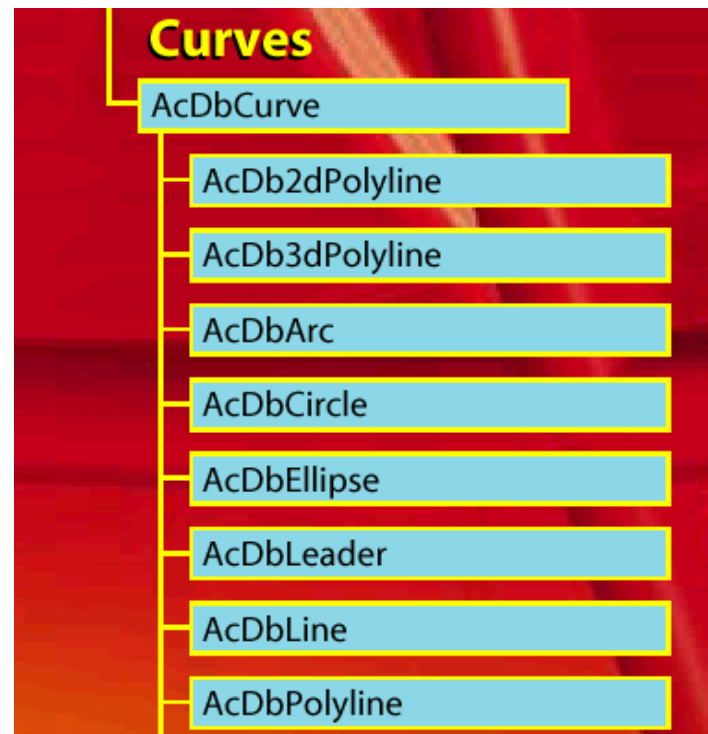 Curves
AcDbCurve
AcDb2dPolyline
AcDb3dPolyline
AcDbArc
AcDbCircle
AcDbEllipse
AcDbLeader
AcDbLine
AcDbPolyline